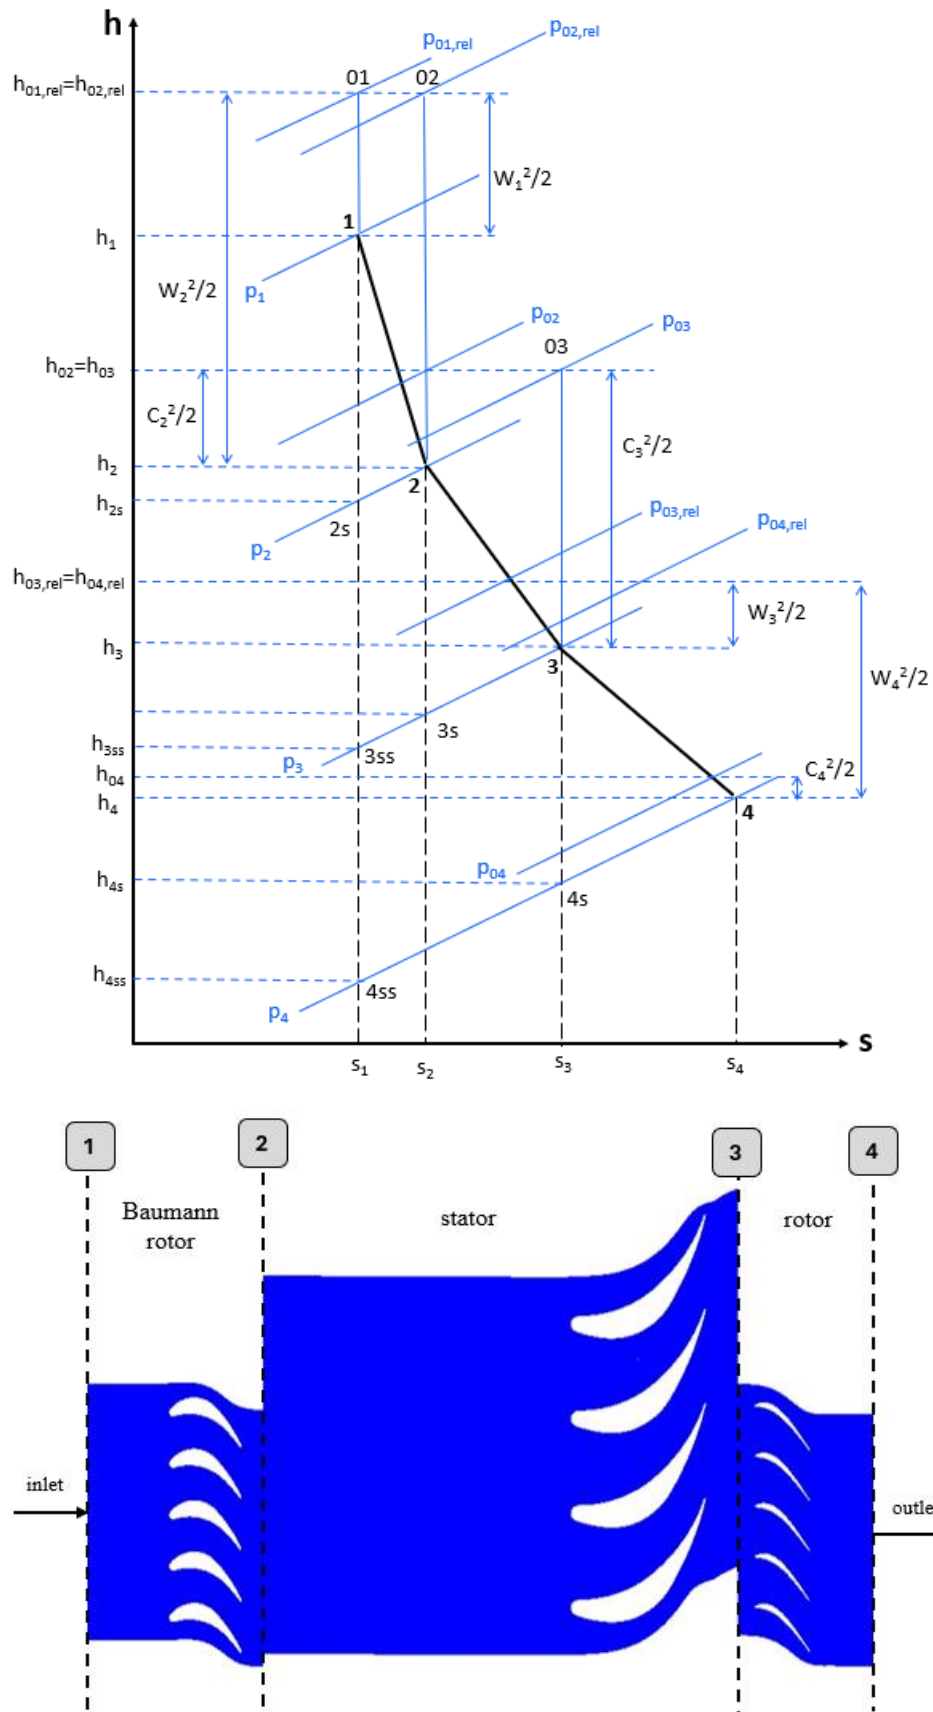 h
p01,rel
p02,rel
h01,rel=h02,rel
01
02
W1²/2
1
h1
p1
W2²/2
p02
p03
03
h02=h03
C2²/2
C3²/2
h2
2
h2s
2s
p2
p03,rel
p04,rel
h03,rel=h04,rel
W3²/2
h3
3
W4²/2
3s
h3ss
3ss
p3
h04
C4²/2
h4
4
p04
h4s
4s
h4ss
4ss
p4
s
s1
s2
s3
s4
1
2
3
4
Baumann
rotor
stator
rotor
inlet
outle